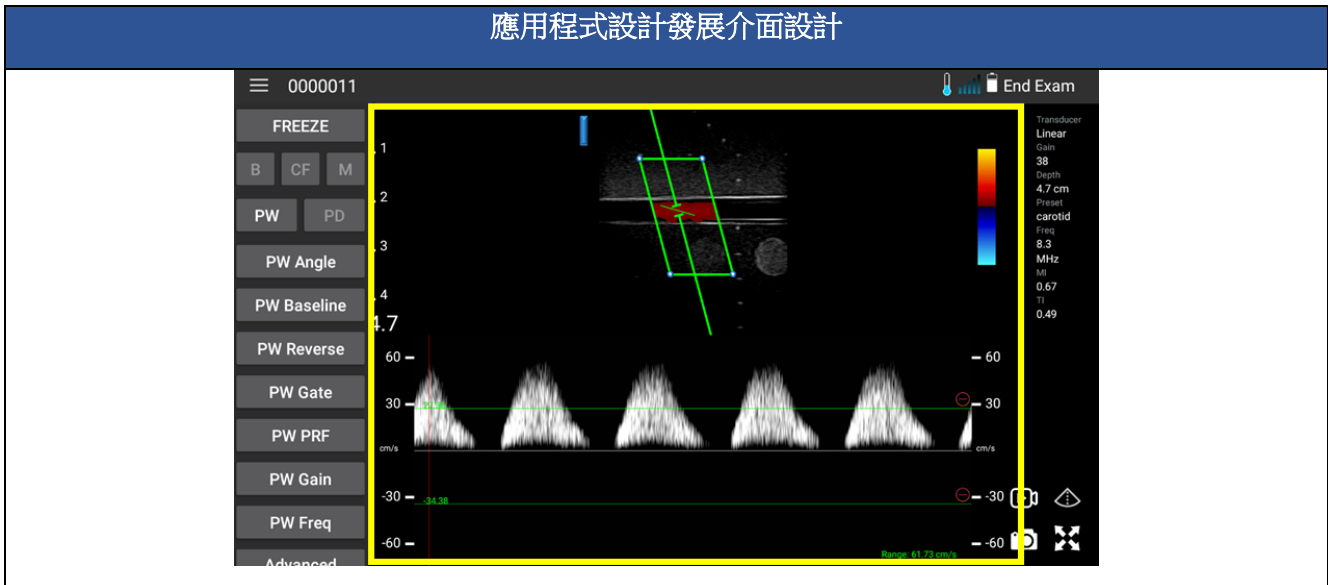 應用程式設計發展介面設計
0000011
End Exam
FREEZE
B CF M
PW PD
PW Angle
PW Baseline
PW Reverse
PW Gate
PW PRF
PW Gain
PW Freq
Advanced
1
2
3
4
4.7
60
30
cm/s
-30
-34.38
-60
60
30
cm/s
-30
-60
Range: 61.73 cm/s
Transducer
Linear
Gain
38
Depth
4.7 cm
Preset
carotid
Freq
8.3
MHz
MI
0.67
TI
0.49